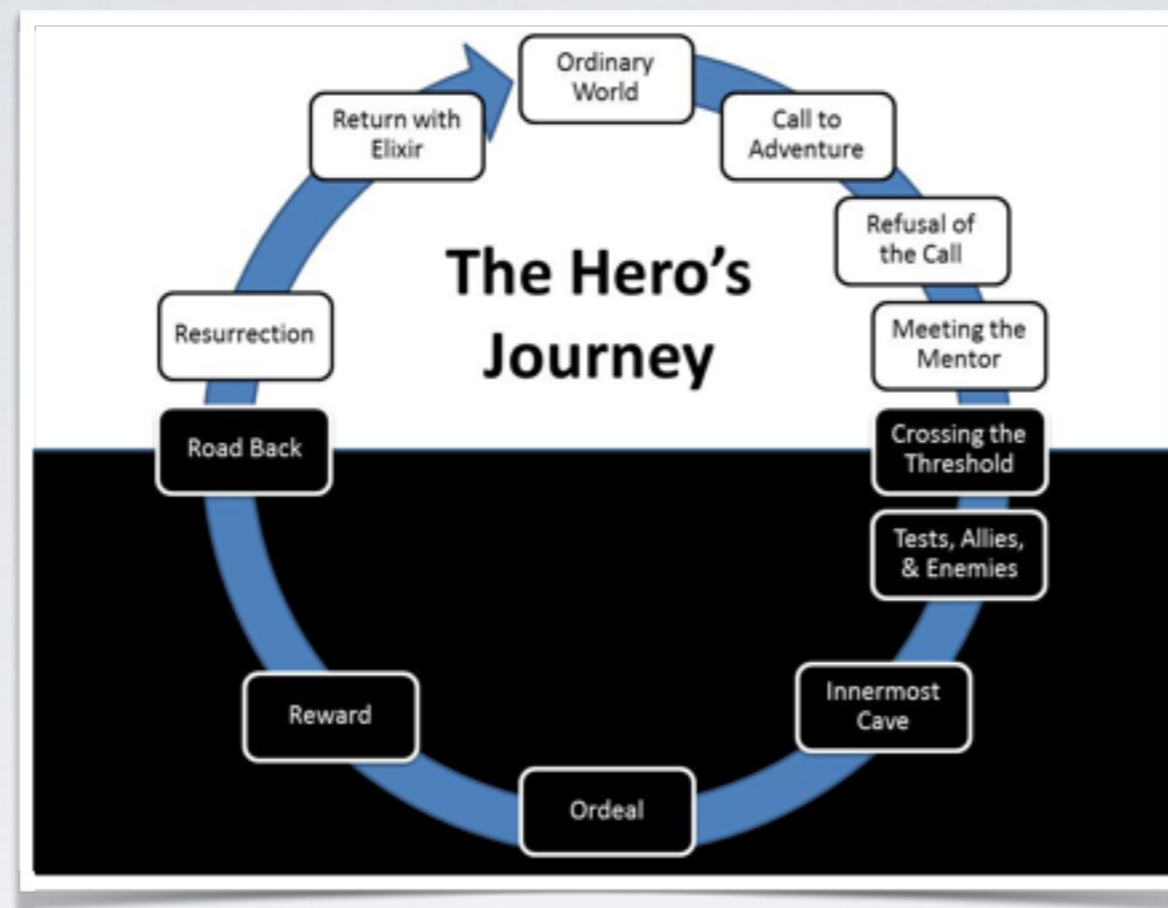 Ordinary
World
Call to
Adventure
Refusal of
the Call
Meeting the
Mentor
Crossing the
Threshold
Tests, Allies,
& Enemies
Innermost
Cave
Ordeal
Reward
Road Back
Resurrection
Return with
Elixir
The Hero's
Journey